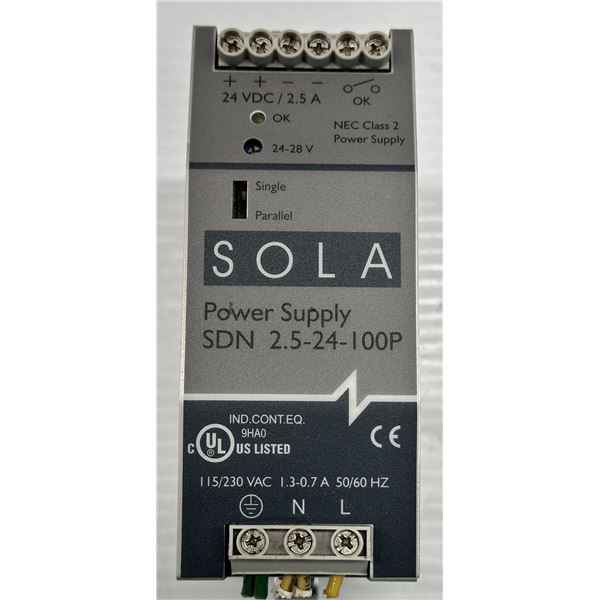 + + − −
24 VDC / 2.5 A
OK
OK
NEC Class 2
Power Supply
24-28 V
Single
Parallel
SOLA
Power Supply
SDN 2.5-24-100P
IND.CONT.EQ.
9HA0
C UL US LISTED
CE
115/230 VAC 1.3-0.7 A 50/60 HZ
N L